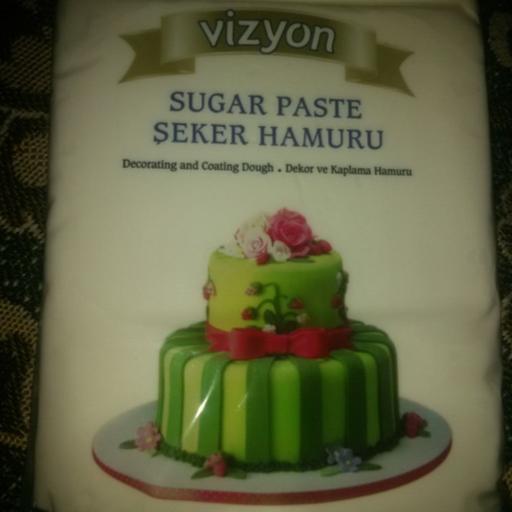 vizyon
SUGAR PASTE
ŞEKER HAMURU
Decorating and Coating Dough . Dekor ve Kaplama Hamuru